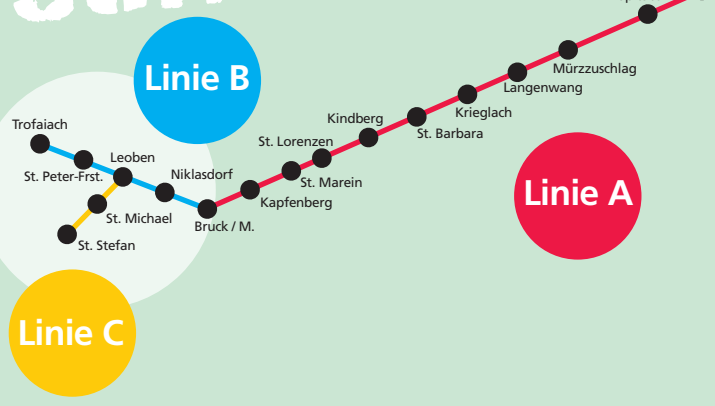 Linie B
Mürzzuschlag
Langenwang
Krieglach
Kindberg
St. Barbara
Trofaiach
St. Lorenzen
Leoben
St. Peter-Frst.
Niklasdorf
St. Marein
Linie A
Kapfenberg
St. Michael
Bruck / M.
St. Stefan
Linie C